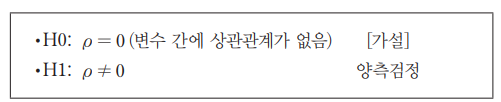 •H0: ρ = 0 (변수 간에 상관관계가 없음) [가설]
•H1: ρ ≠ 0 양측검정